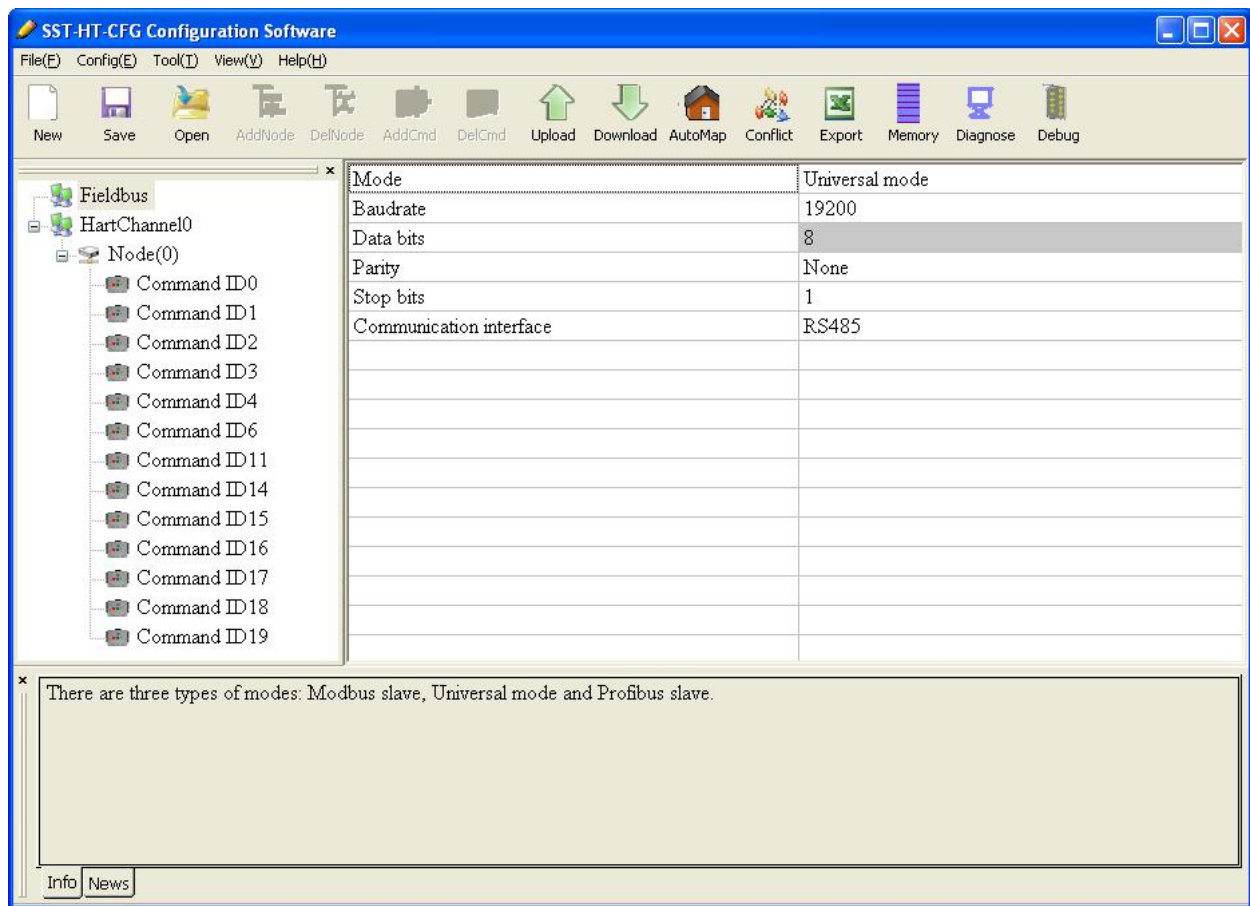 SST-HT-CFG Configuration Software
File(F) Config(E) Tool(T) View(V) Help(H)
New Save Open AddNode DelNode AddCmd DelCmd Upload Download AutoMap Conflict Export Memory Diagnose Debug
Fieldbus
HartChannel0
Node(0)
Command ID0
Command ID1
Command ID2
Command ID3
Command ID4
Command ID6
Command ID11
Command ID14
Command ID15
Command ID16
Command ID17
Command ID18
Command ID19
Mode Universal mode
Baudrate 19200
Data bits 8
Parity None
Stop bits 1
Communication interface RS485
There are three types of modes: Modbus slave, Universal mode and Profibus slave.
Info News